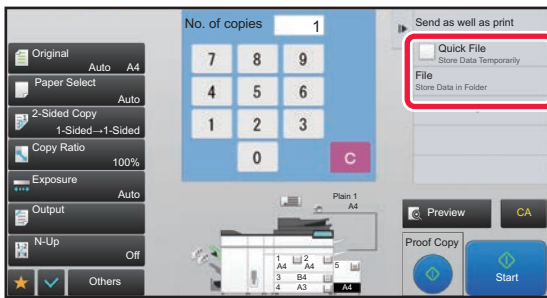 No. of copies 1
Send as well as print
Quick File
Store Data Temporarily
File
Store Data in Folder
Original
Auto A4
Paper Select
Auto
2-Sided Copy
1-Sided→1-Sided
Copy Ratio
100%
Exposure
Auto
Output
N-Up
Off
Others
7 8 9
4 5 6
1 2 3
0 C
Plain 1
A4
1 A4
2 A4
3 B4
4 A3
5 A4
Preview
CA
Proof Copy
Start